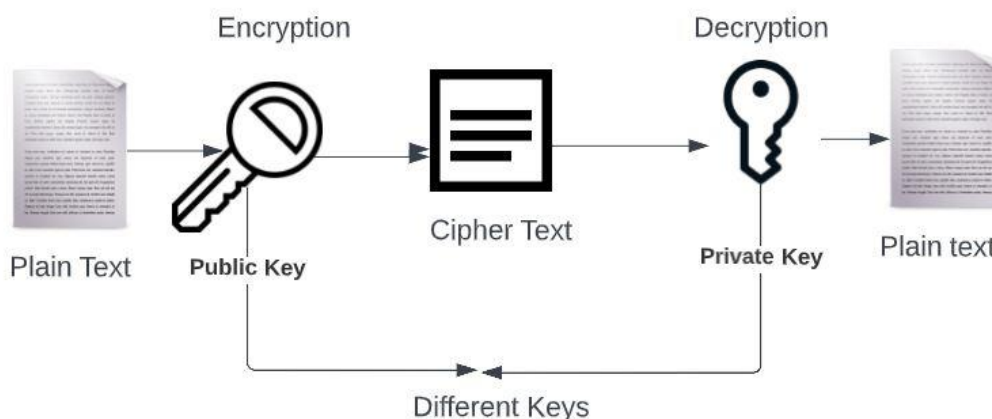 Encryption
Decryption
Plain Text
Public Key
Cipher Text
Private Key
Plain text
Different Keys